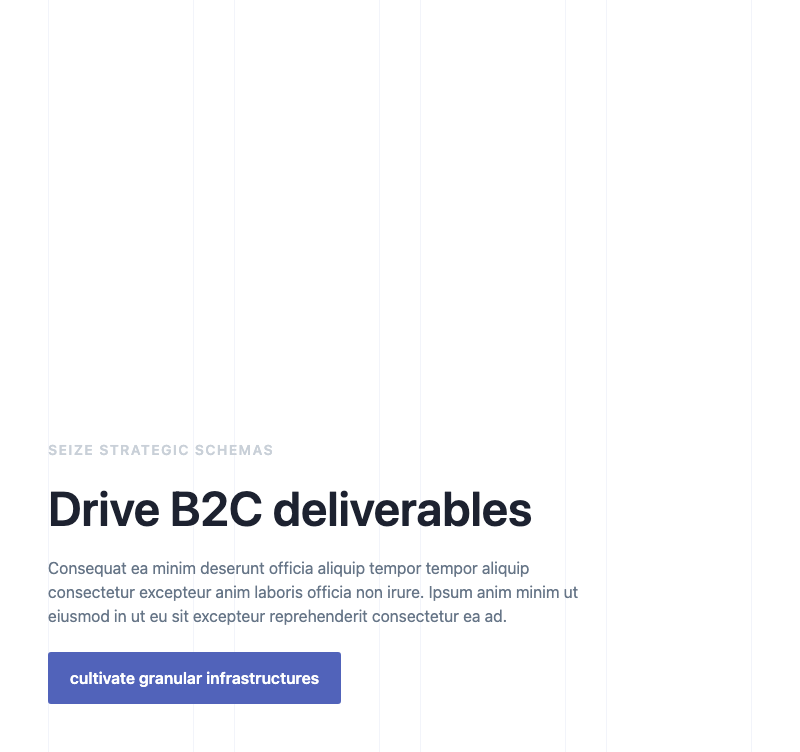 SEIZE STRATEGIC SCHEMAS
Drive B2C deliverables
Consequat ea minim deserunt officia aliquip tempor tempor aliquip
consectetur excepteur anim laboris officia non irure. Ipsum anim minim ut
eiusmod in ut eu sit excepteur reprehenderit consectetur ea ad.
cultivate granular infrastructures